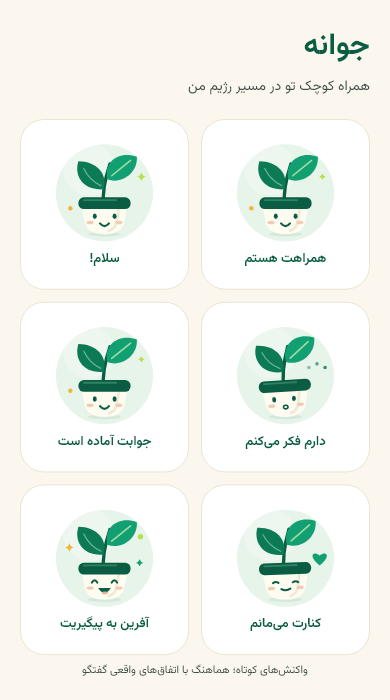 جوانه
همراه کوچک تو در مسیر رژیم من
همراهت هستم
سلام!
دارم فکر می‌کنم
جوابت آماده است
کنارت می‌مانم
آفرین به پیگیریت
واکنش‌های کوتاه؛ هماهنگ با اتفاق‌های واقعی گفتگو